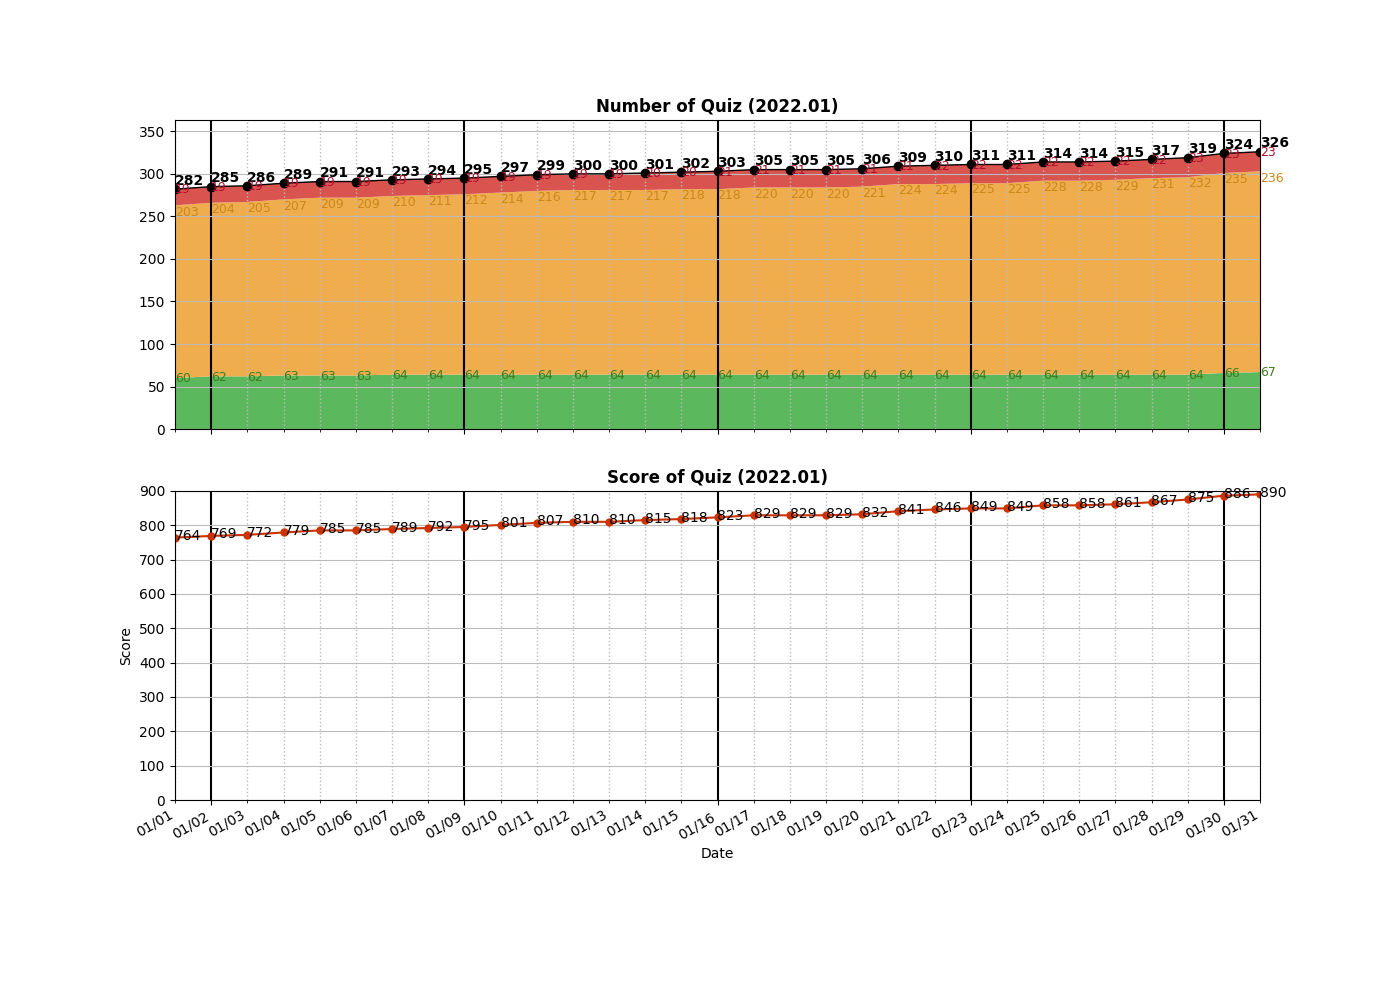 Number of Quiz (2022.01)
350
300
250
200
150
100
50
0
282 285 286 289 291 291 293 294 295 297 299 300 300 301 302 303 305 305 305 306 309 310 311 311 314 314 315 317 319 324 326
23
203 204 205 207 209 209 210 211 212 214 216 217 217 217 218 218 220 220 220 221 224 224 225 225 228 228 229 231 232 235 236
60 62 62 63 63 63 64 64 64 64 64 64 64 64 64 64 64 64 64 64 64 64 64 64 64 64 64 64 64 66 67
Score of Quiz (2022.01)
900
800
700
600
500
400
300
200
100
0
Score
764 769 772 779 785 785 789 792 795 801 807 810 810 815 818 823 829 829 829 832 841 846 849 849 858 858 861 867 875 886 890
01/01 01/02 01/03 01/04 01/05 01/06 01/07 01/08 01/09 01/10 01/11 01/12 01/13 01/14 01/15 01/16 01/17 01/18 01/19 01/20 01/21 01/22 01/23 01/24 01/25 01/26 01/27 01/28 01/29 01/30 01/31
Date